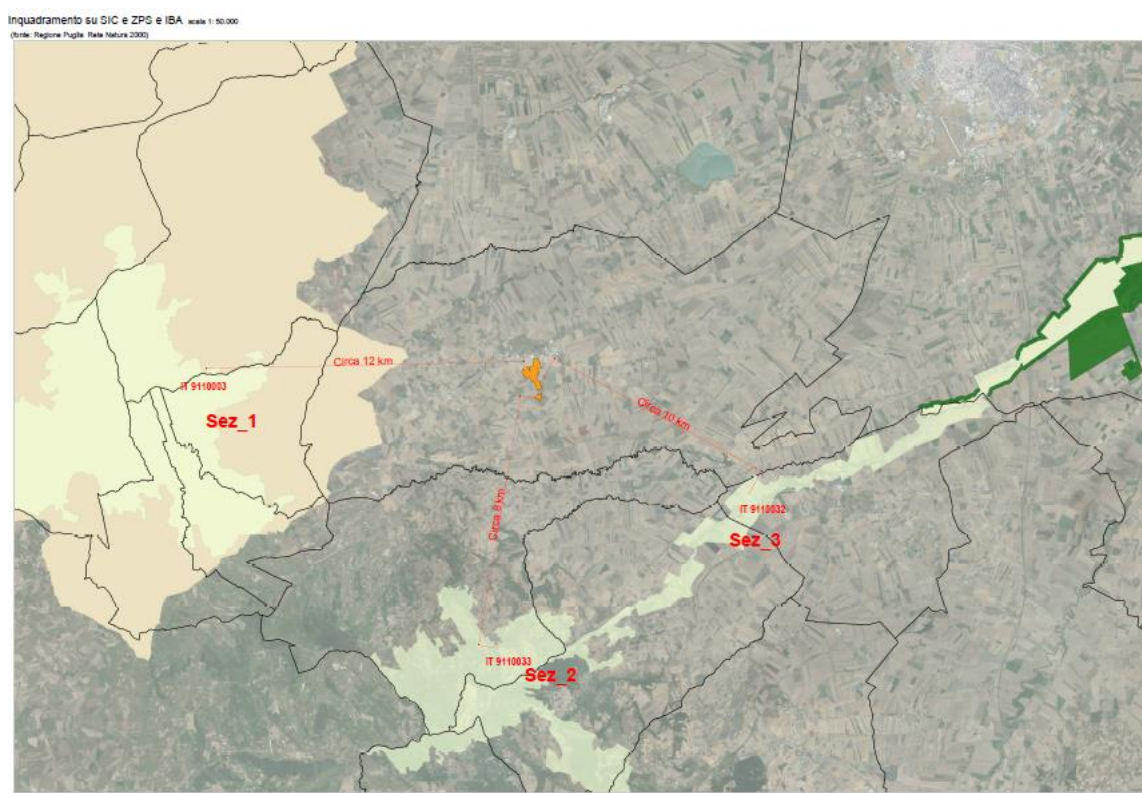 Inquadramento su SIC e ZPS e IBA scala 1: 50.000
(fonte: Regione Puglia Rete Natura 2000)
Circa 12 km
IT 9110003
Sez_1
Circa 10 km
Circa 8 km
IT 9110032
Sez_3
IT 9110033
Sez_2